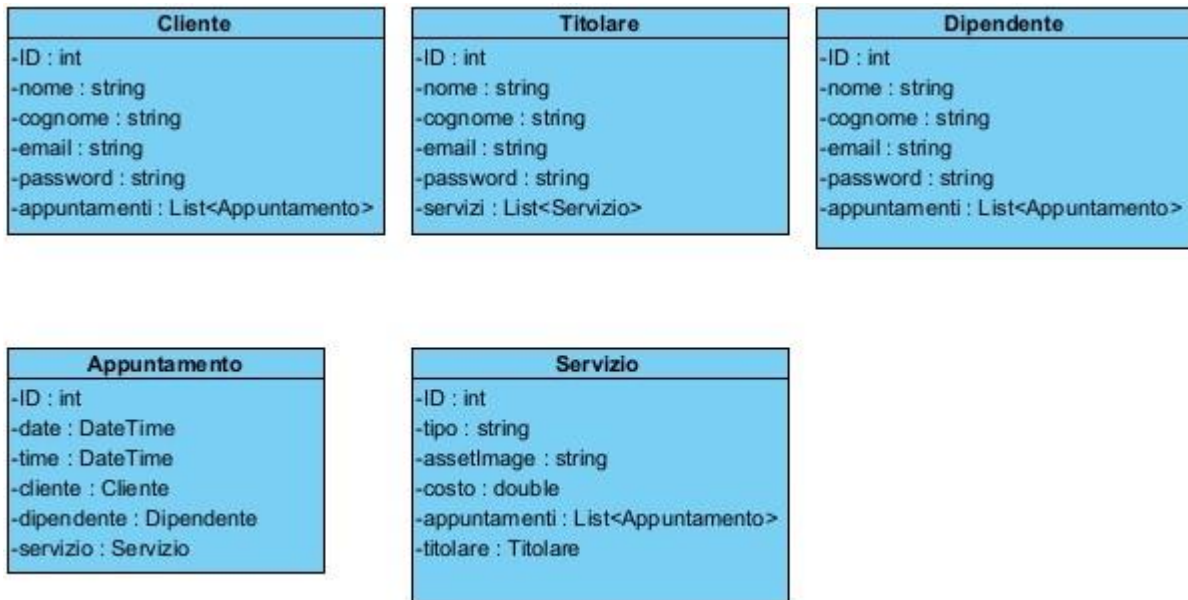 Cliente
-ID : int
-nome : string
-cognome : string
-email : string
-password : string
-appuntamenti : List<Appuntamento>
Titolare
-ID : int
-nome : string
-cognome : string
-email : string
-password : string
-servizi : List<Servizio>
Dipendente
-ID : int
-nome : string
-cognome : string
-email : string
-password : string
-appuntamenti : List<Appuntamento>
Appuntamento
-ID : int
-date : DateTime
-time : DateTime
-cliente : Cliente
-dipendente : Dipendente
-servizio : Servizio
Servizio
-ID : int
-tipo : string
-assetImage : string
-costo : double
-appuntamenti : List<Appuntamento>
-titolare : Titolare